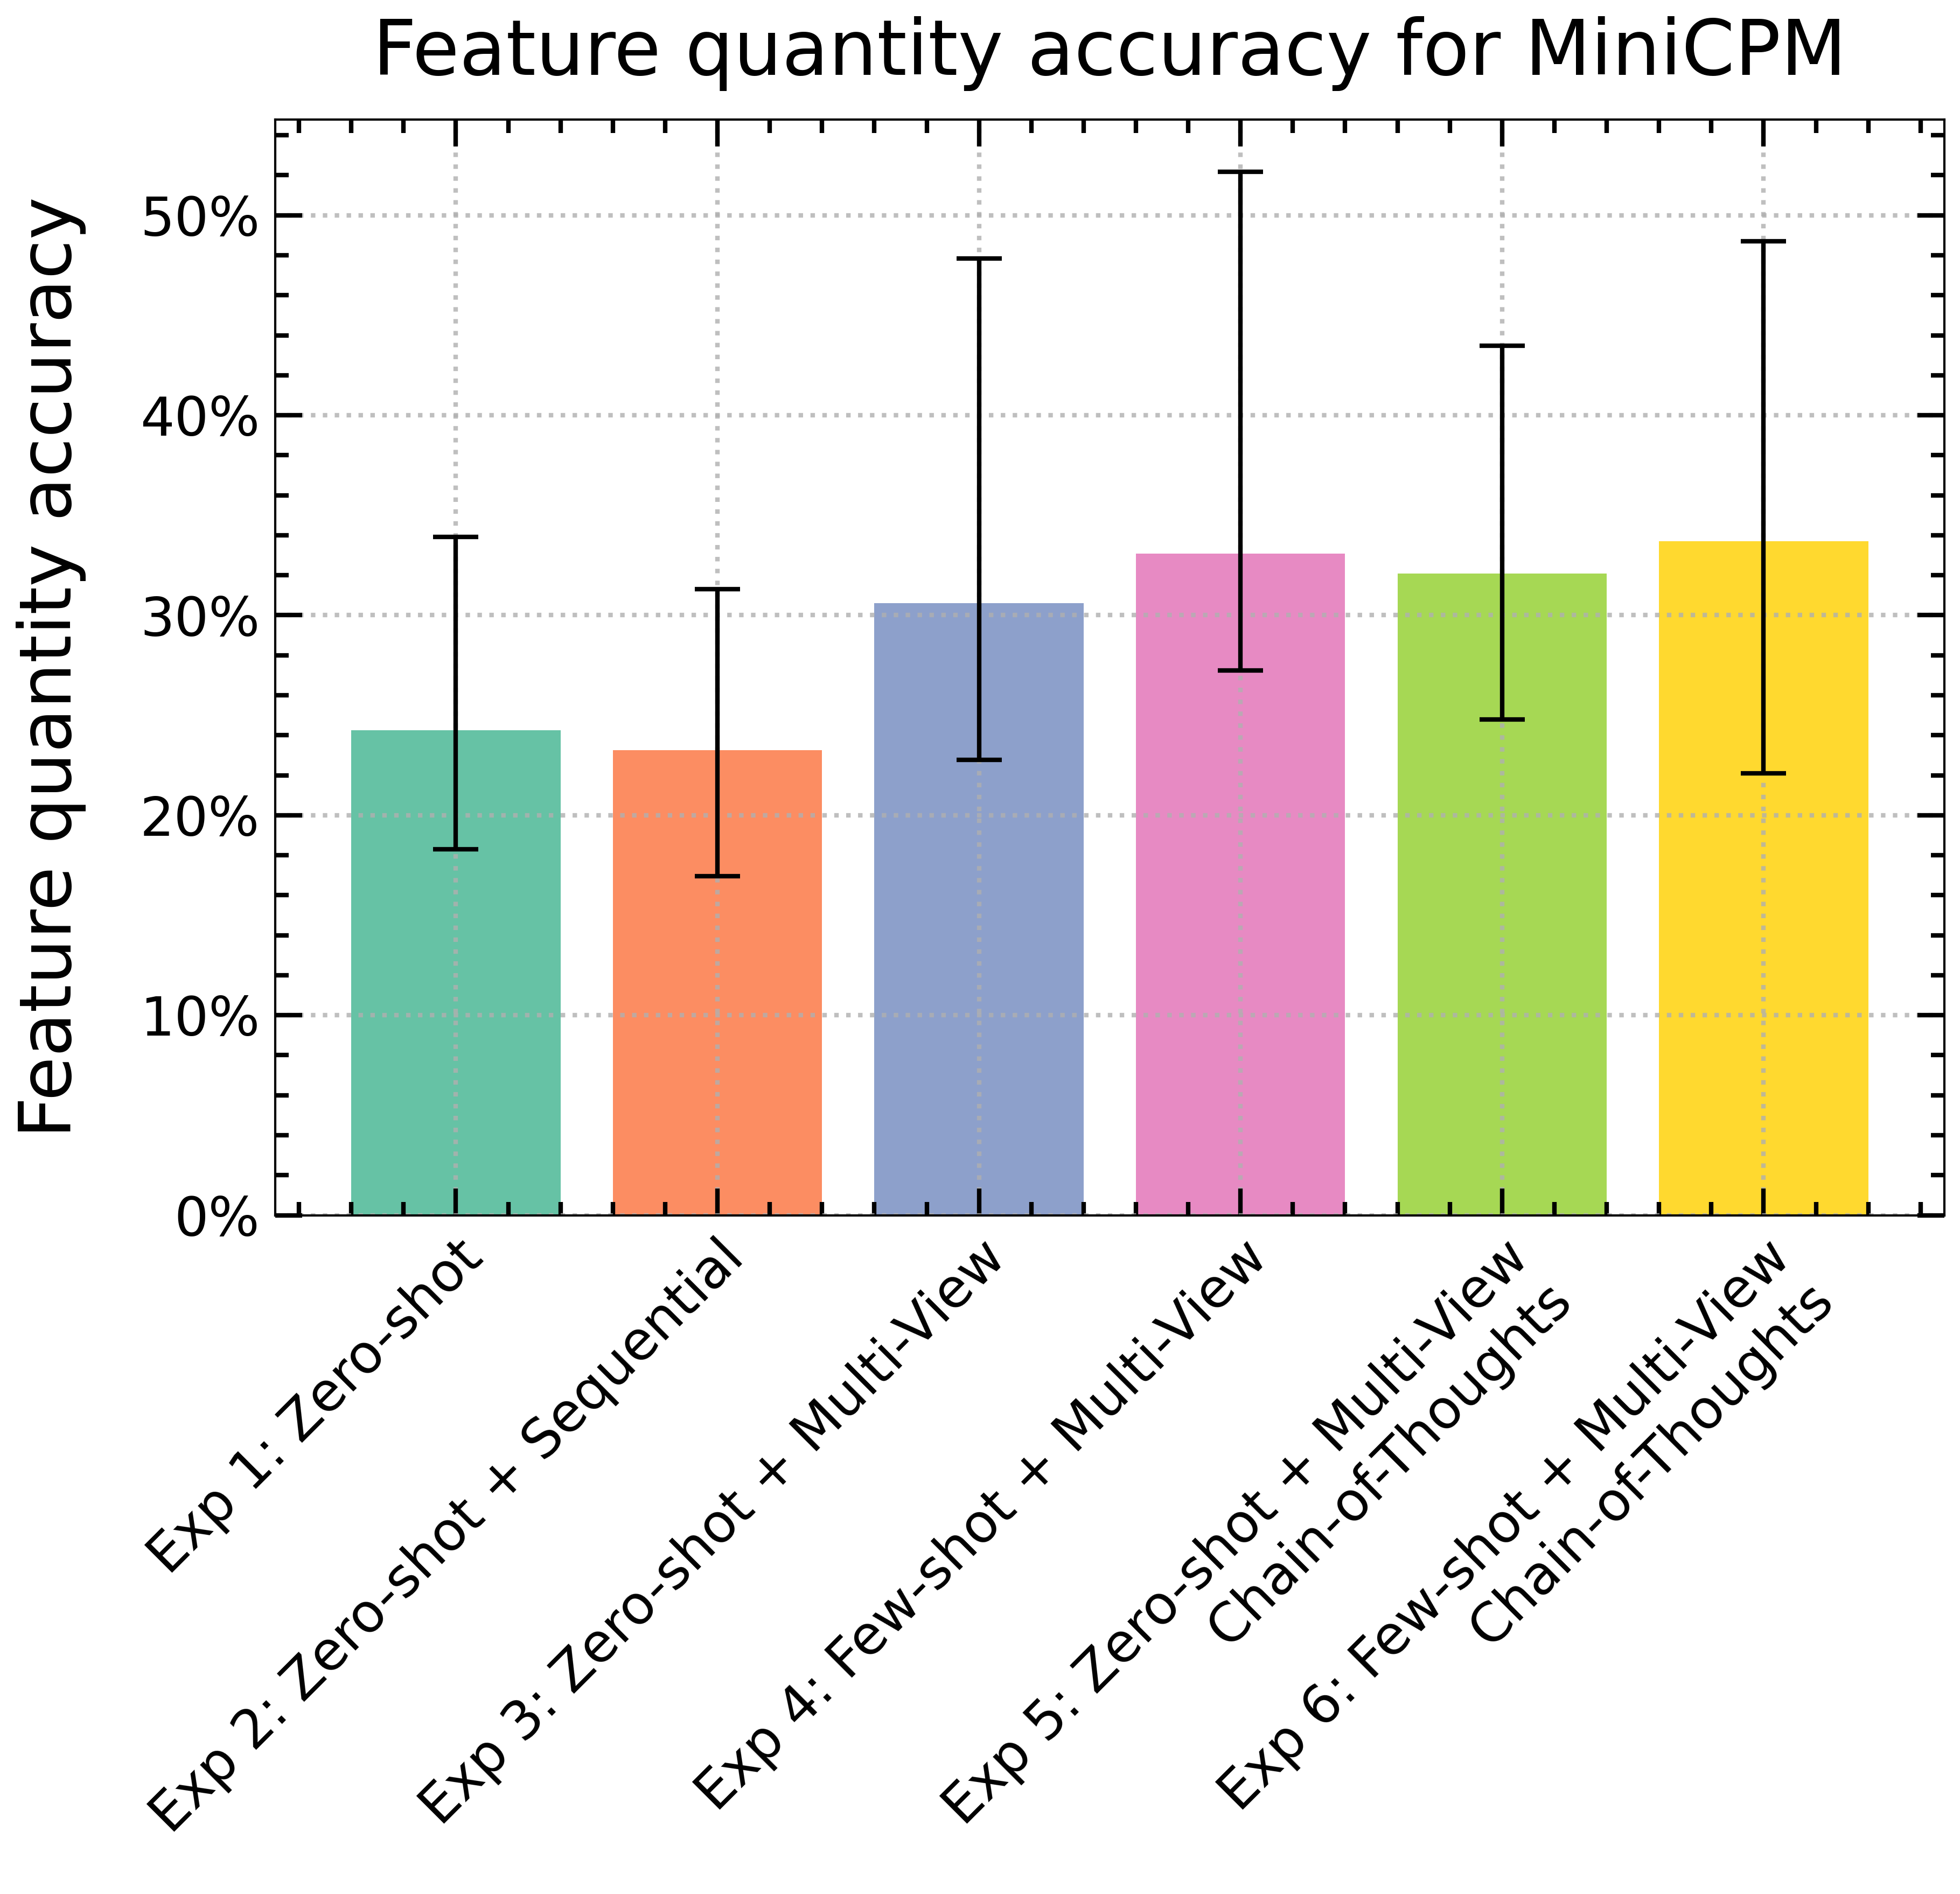 Feature quantity accuracy for MiniCPM
Feature quantity accuracy
50%
40%
30%
20%
10%
0%
Exp 1: Zero-shot
Exp 2: Zero-shot + Sequential
Exp 3: Zero-shot + Multi-View
Exp 4: Few-shot + Multi-View
Exp 5: Zero-shot + Multi-View
Chain-of-Thoughts
Exp 6: Few-shot + Multi-View
Chain-of-Thoughts